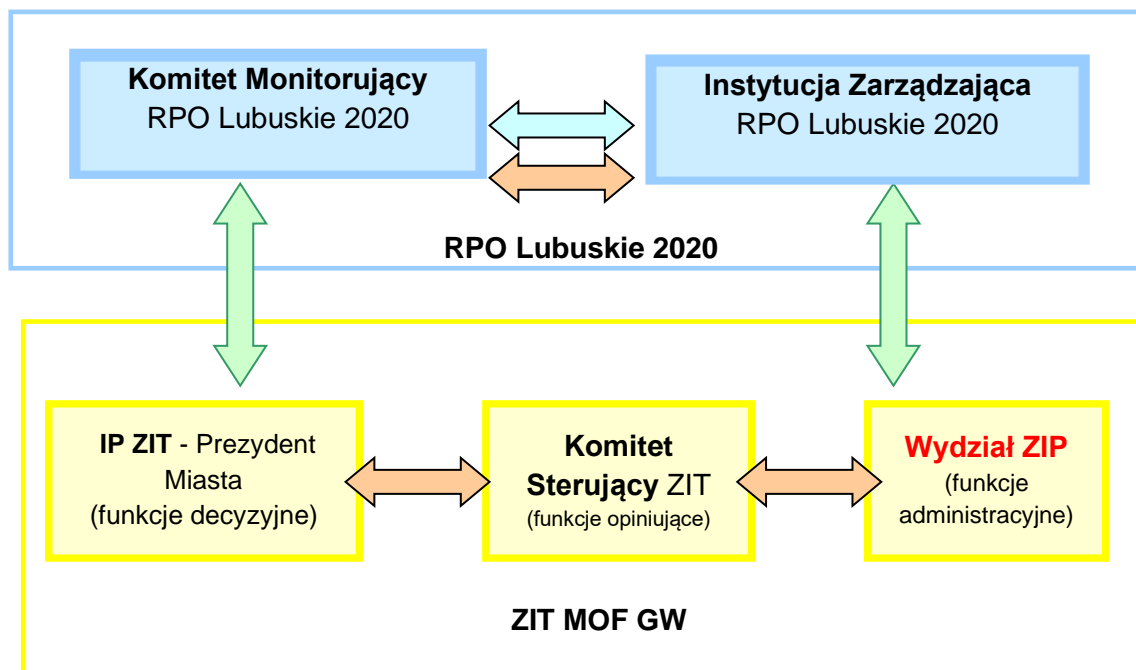 Komitet Monitorujący
RPO Lubuskie 2020
Instytucja Zarządzająca
RPO Lubuskie 2020
RPO Lubuskie 2020
IP ZIT - Prezydent
Miasta
(funkcje decyzyjne)
Komitet
Sterujący ZIT
(funkcje opiniujące)
Wydział ZIP
(funkcje
administracyjne)
ZIT MOF GW